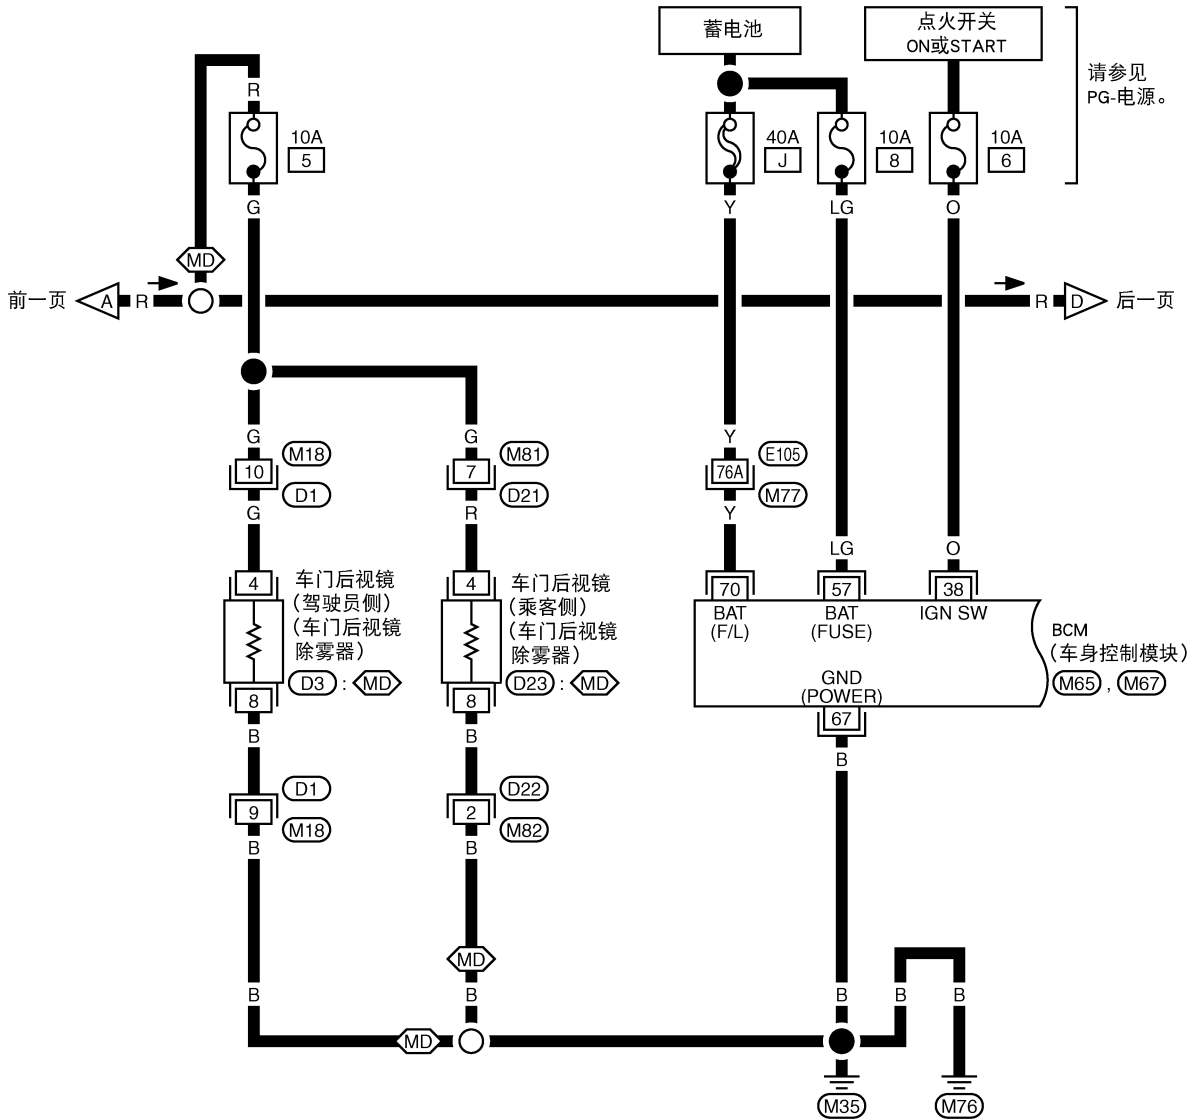 蓄电池
点火开关
ON或START
请参见
PG-电源。
R
10A
5
40A
J
10A
8
10A
6
G
Y
LG
O
MD
前一页
A
R
R
D
后一页
G
G
Y
M18
10
D1
M81
7
D21
E105
76A
M77
G
R
Y
LG
O
4
车门后视镜
(驾驶员侧)
(车门后视镜
除雾器)
D3 : MD
8
4
车门后视镜
(乘客侧)
(车门后视镜
除雾器)
D23 : MD
8
70
57
38
BAT
(F/L)
BAT
(FUSE)
IGN SW
GND
(POWER)
67
BCM
(车身控制模块)
M65 , M67
B
B
B
D1
9
M18
D22
2
M82
B
B
MD
B
B
B
B
B
MD
M35
M76